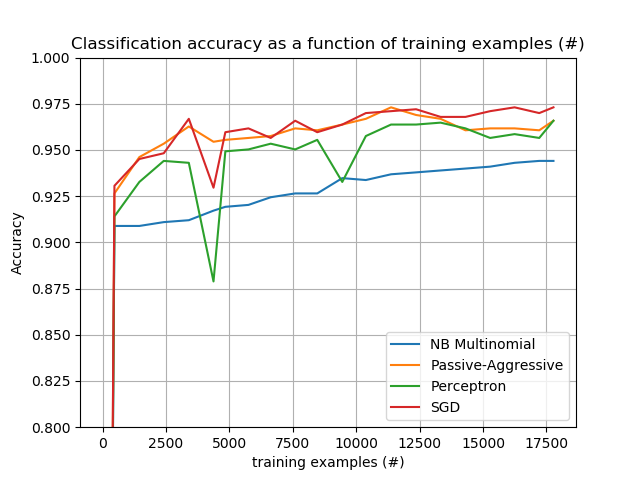 Classification accuracy as a function of training examples (#)
1.000
0.975
0.950
0.925
0.900
0.875
0.850
0.825
0.800
Accuracy
NB Multinomial
Passive-Aggressive
Perceptron
SGD
0 2500 5000 7500 10000 12500 15000 17500
training examples (#)